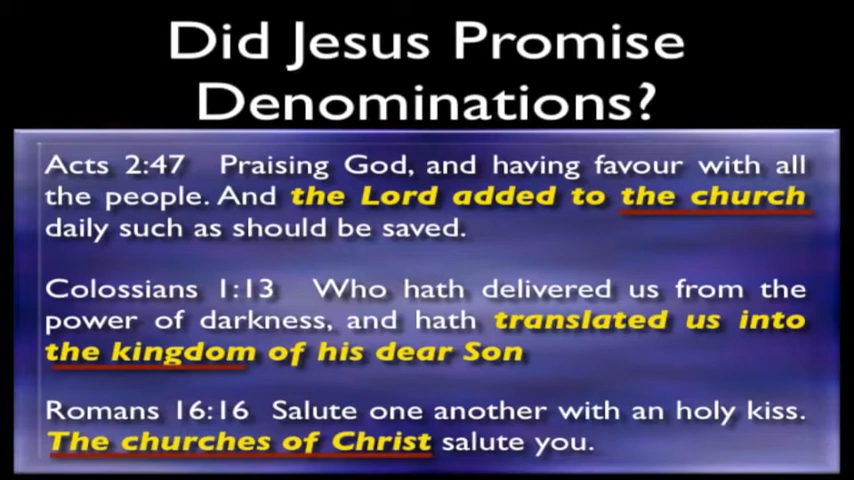 Did Jesus Promise
Denominations?
Acts 2:47 Praising God, and having favour with all
the people. And the Lord added to the church
daily such as should be saved.
Colossians 1:13 Who hath delivered us from the
power of darkness, and hath translated us into
the kingdom of his dear Son
Romans 16:16 Salute one another with an holy kiss.
The churches of Christ salute you.